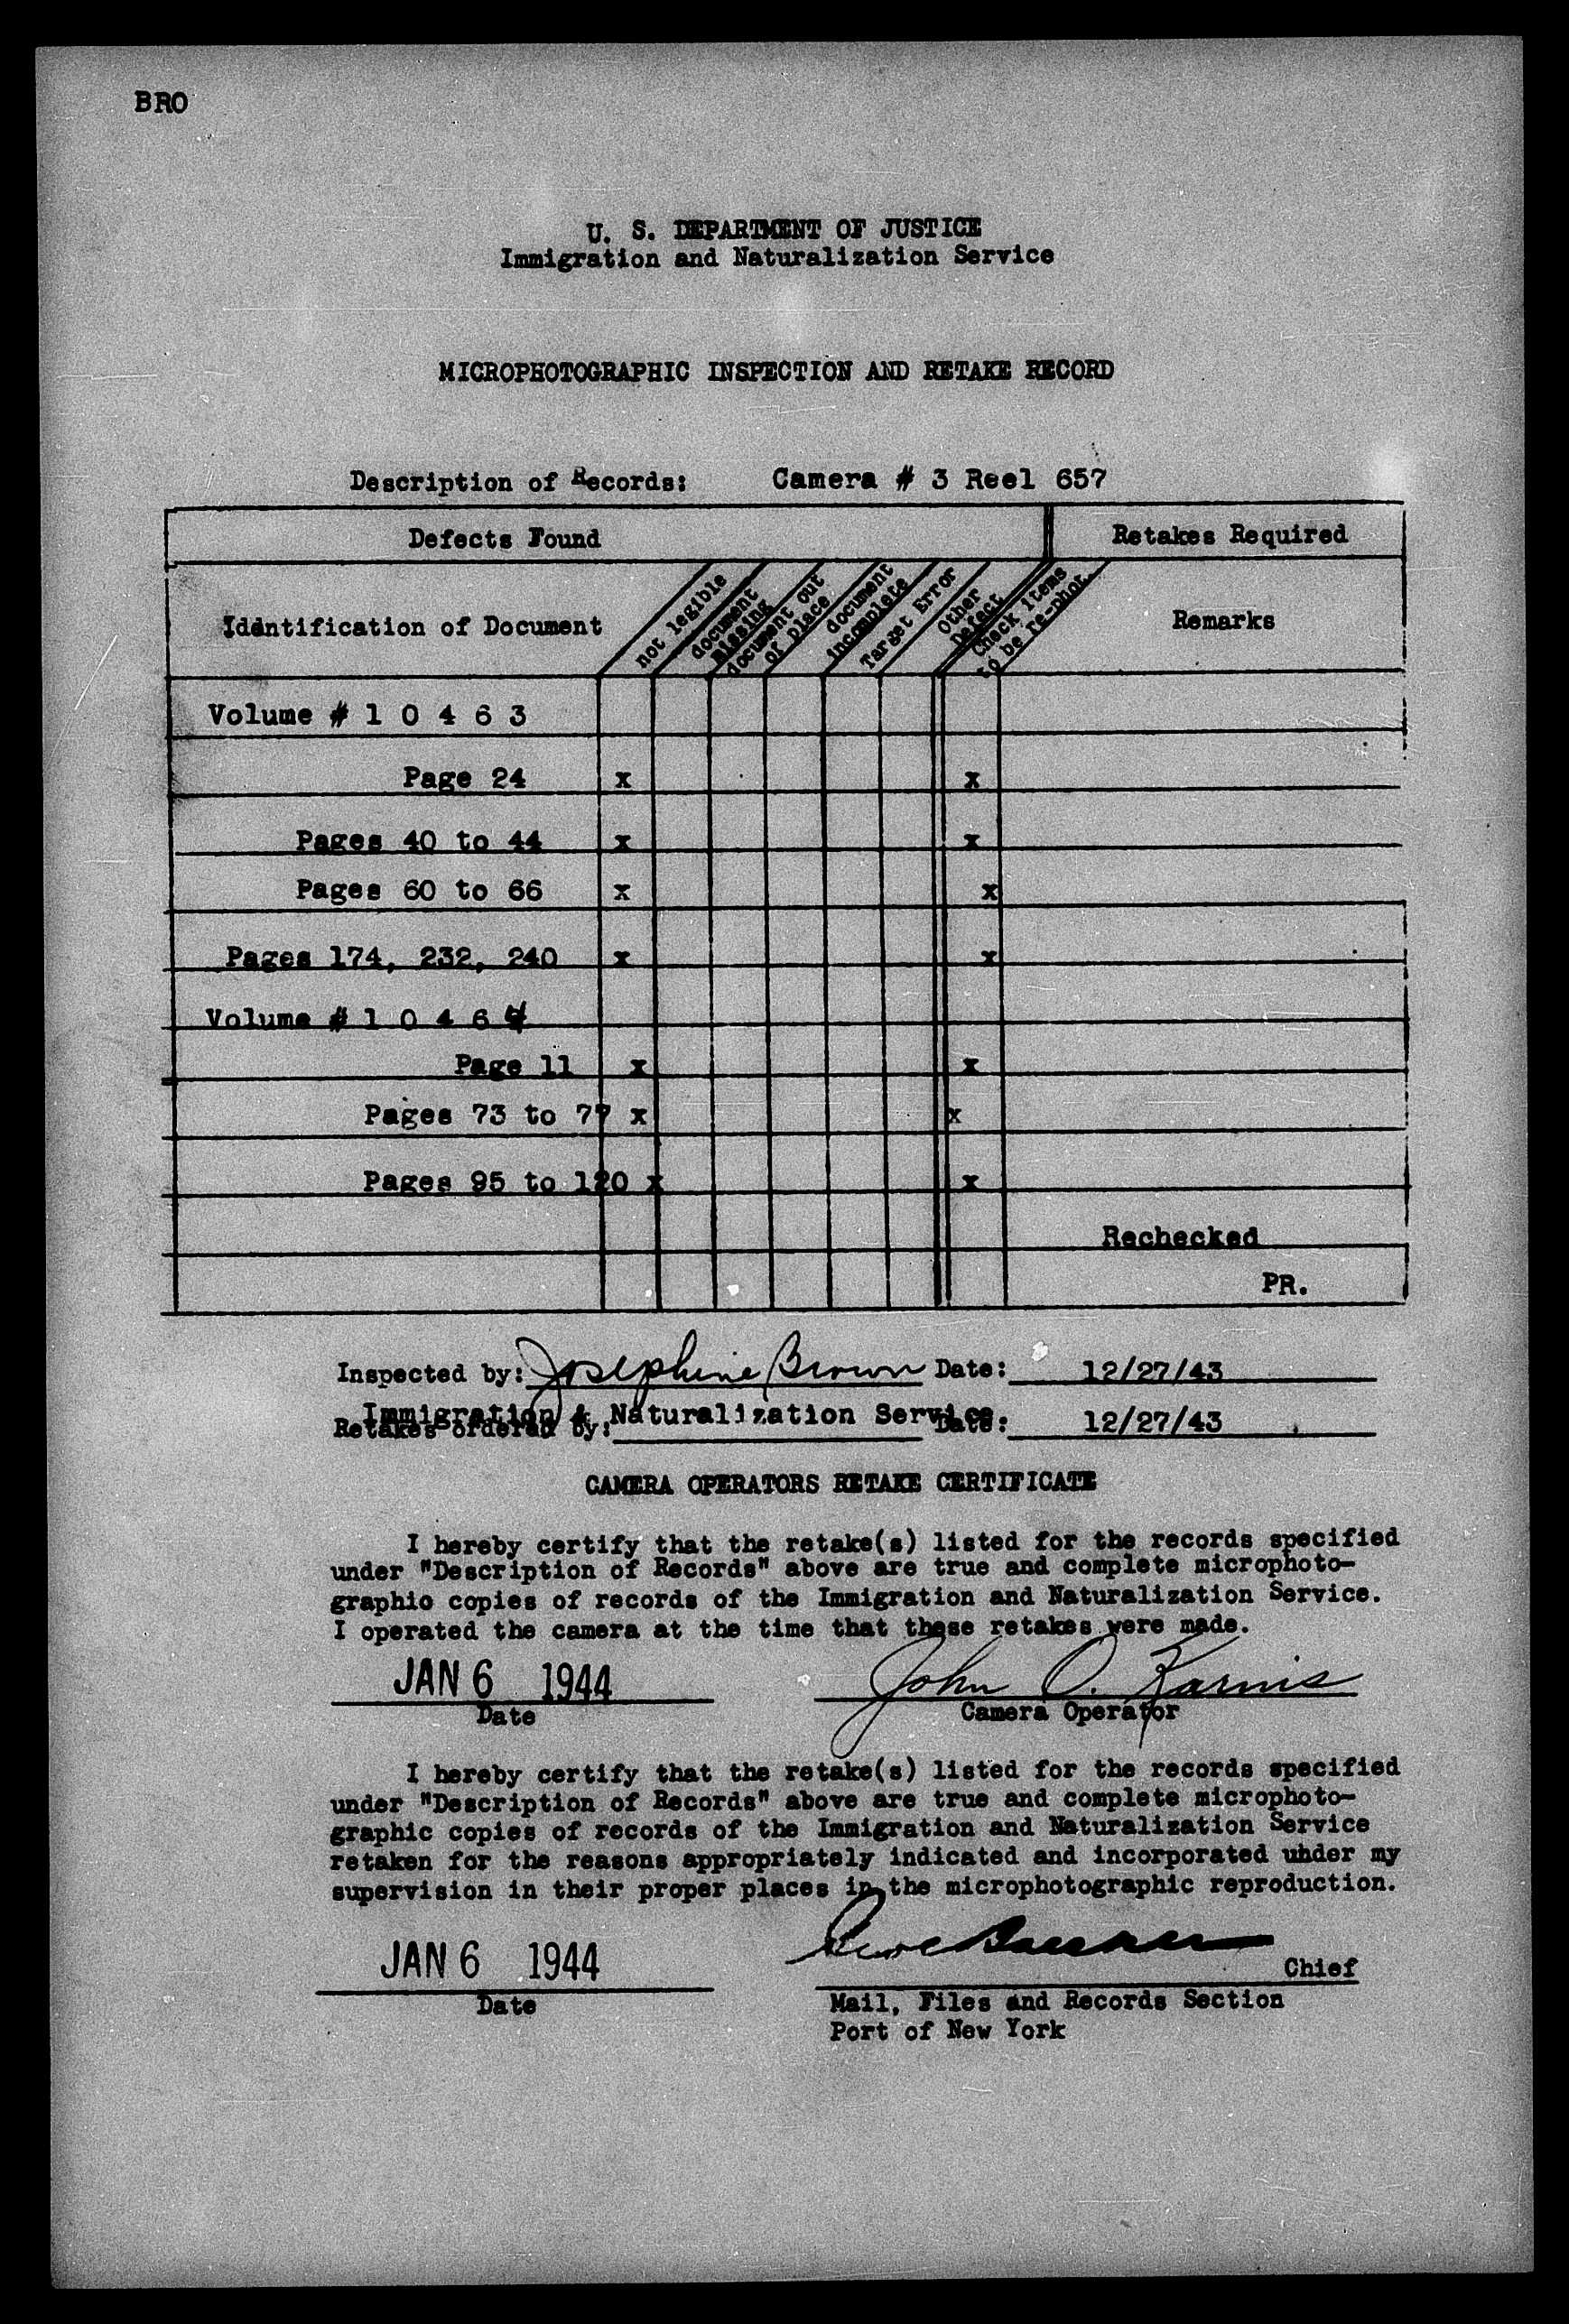 BRO
U. S. DEPARTMENT OF JUSTICE
Immigration and Naturalization Service
MICROPHOTOGRAPHIC INSPECTION AND RETAKE RECORD
Description of Records: Camera # 3 Reel 657
Defects Found Retakes Required
Identification of Document not legible document missing document out of place document incomplete Target Error Other Defect Check items to be re-phot. Remarks
Volume # 1 0 4 6 3
Page 24 x x
Pages 40 to 44 x x
Pages 60 to 66 x x
Pages 174, 232, 240 x x
Volume # 1 0 4 6 4
Page 11 x x
Pages 73 to 77 x x
Pages 95 to 120 x x
Rechecked
PR.
Inspected by: Josephine Brown Date: 12/27/43
Immigration & Naturalization Service
Retakes ordered by: Date: 12/27/43
CAMERA OPERATORS RETAKE CERTIFICATE
I hereby certify that the retake(s) listed for the records specified
under "Description of Records" above are true and complete microphoto-
graphic copies of records of the Immigration and Naturalization Service.
I operated the camera at the time that these retakes were made.
JAN 6 1944 John O. Karnis
Date Camera Operator
I hereby certify that the retake(s) listed for the records specified
under "Description of Records" above are true and complete microphoto-
graphic copies of records of the Immigration and Naturalization Service
retaken for the reasons appropriately indicated and incorporated under my
supervision in their proper places in the microphotographic reproduction.
JAN 6 1944 Chief
Date Mail, Files and Records Section
Port of New York